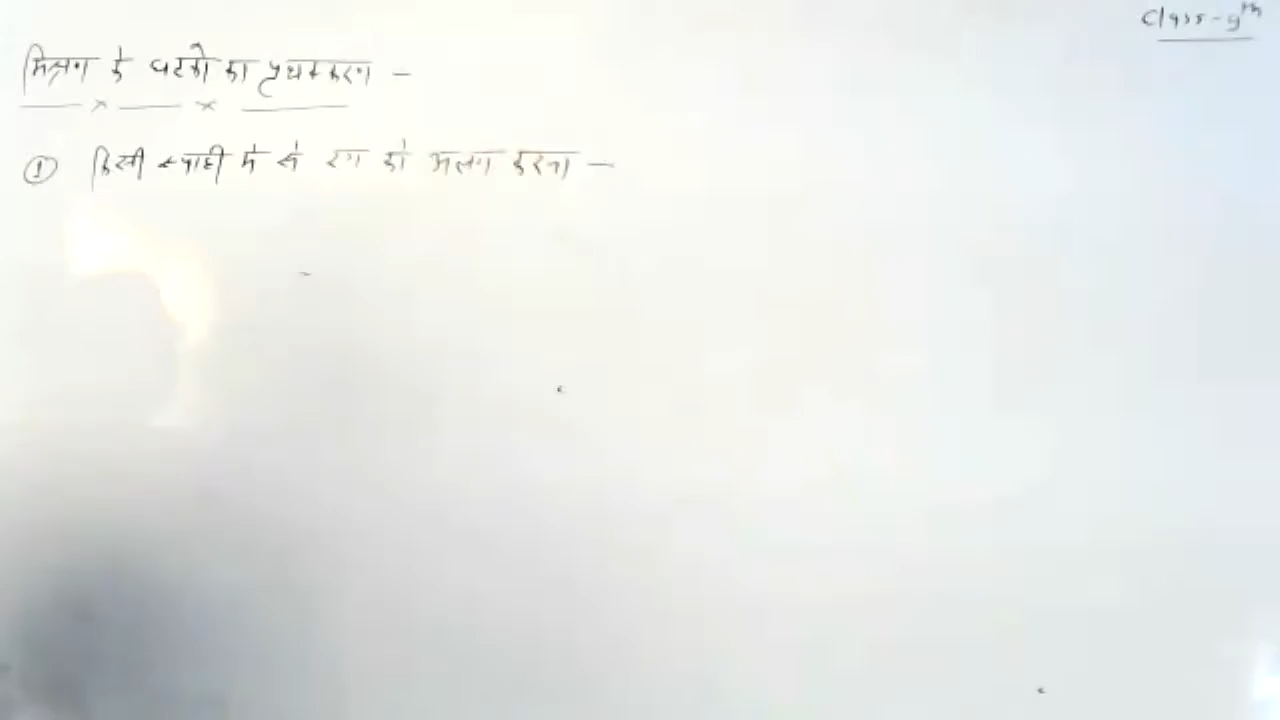 Class - 9th
मिश्रण के घटकों का पृथक्करण -
① किसी स्याही में से रंग को अलग करना -